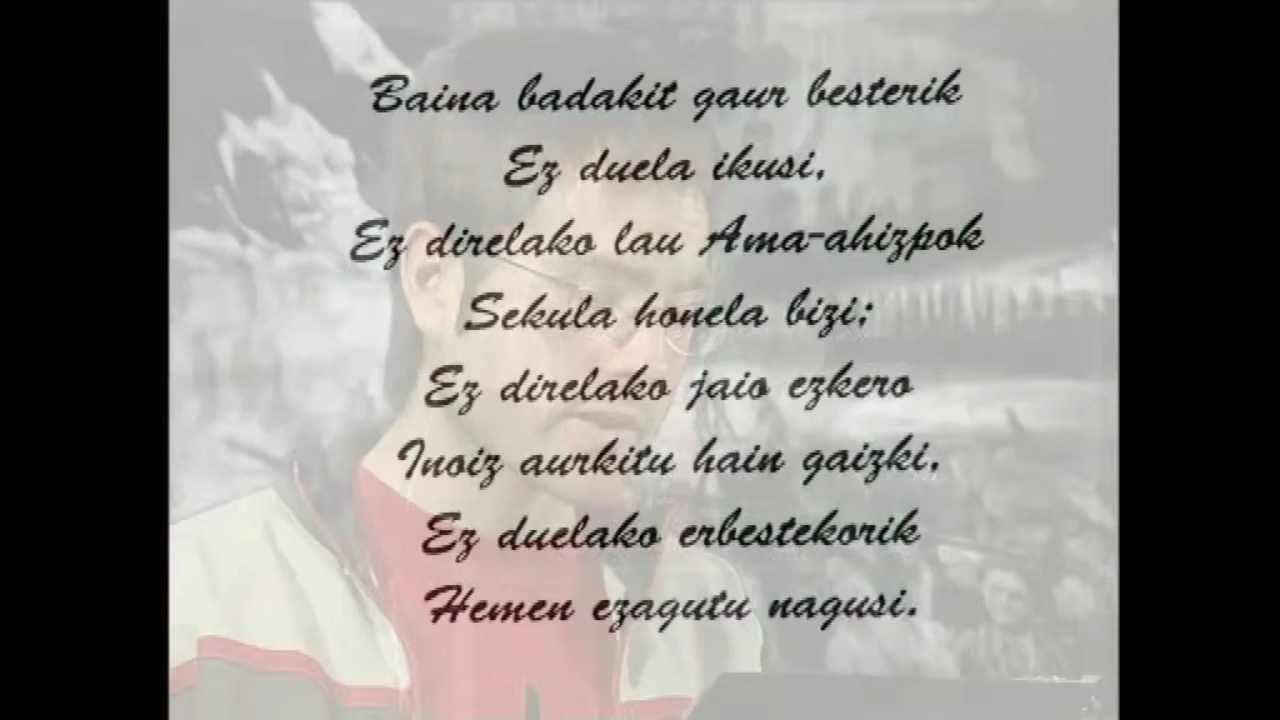 Baina badakit gaur besterik
Ez duela ikusi.
Ez direlako lau Ama-ahizpok
Sekula honela bizi;
Ez direlako jaio ezkero
Inoiz aurkitu hain gaizki,
Ez duelako erbestekorik
Hemen ezagutu nagusi.